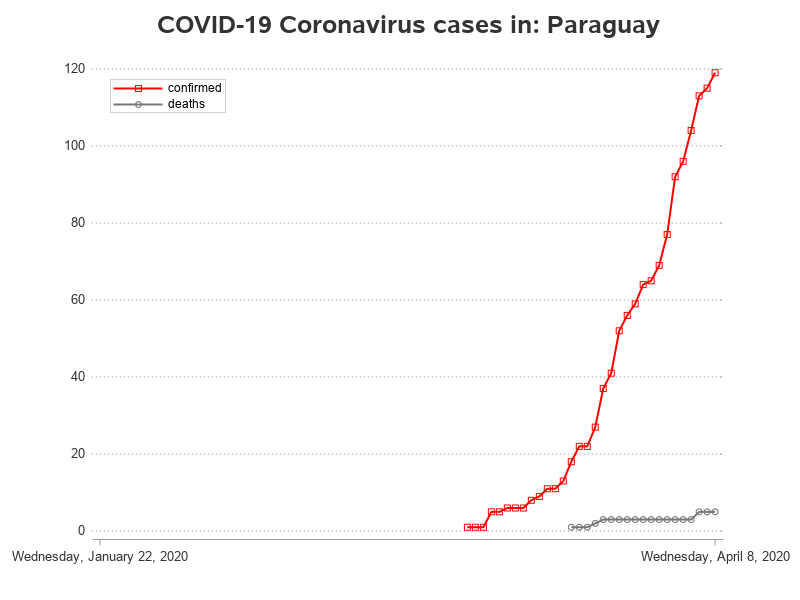 COVID-19 Coronavirus cases in: Paraguay
120
confirmed
deaths
100
80
60
40
20
0
Wednesday, January 22, 2020 Wednesday, April 8, 2020